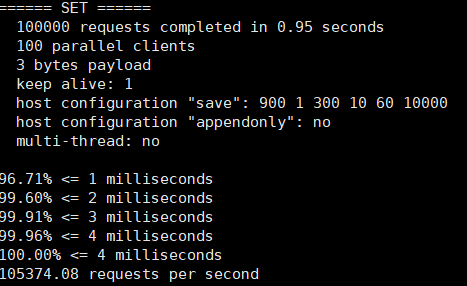 ====== SET ======
100000 requests completed in 0.95 seconds
100 parallel clients
3 bytes payload
keep alive: 1
host configuration "save": 900 1 300 10 60 10000
host configuration "appendonly": no
multi-thread: no
96.71% <= 1 milliseconds
99.60% <= 2 milliseconds
99.91% <= 3 milliseconds
99.96% <= 4 milliseconds
100.00% <= 4 milliseconds
105374.08 requests per second